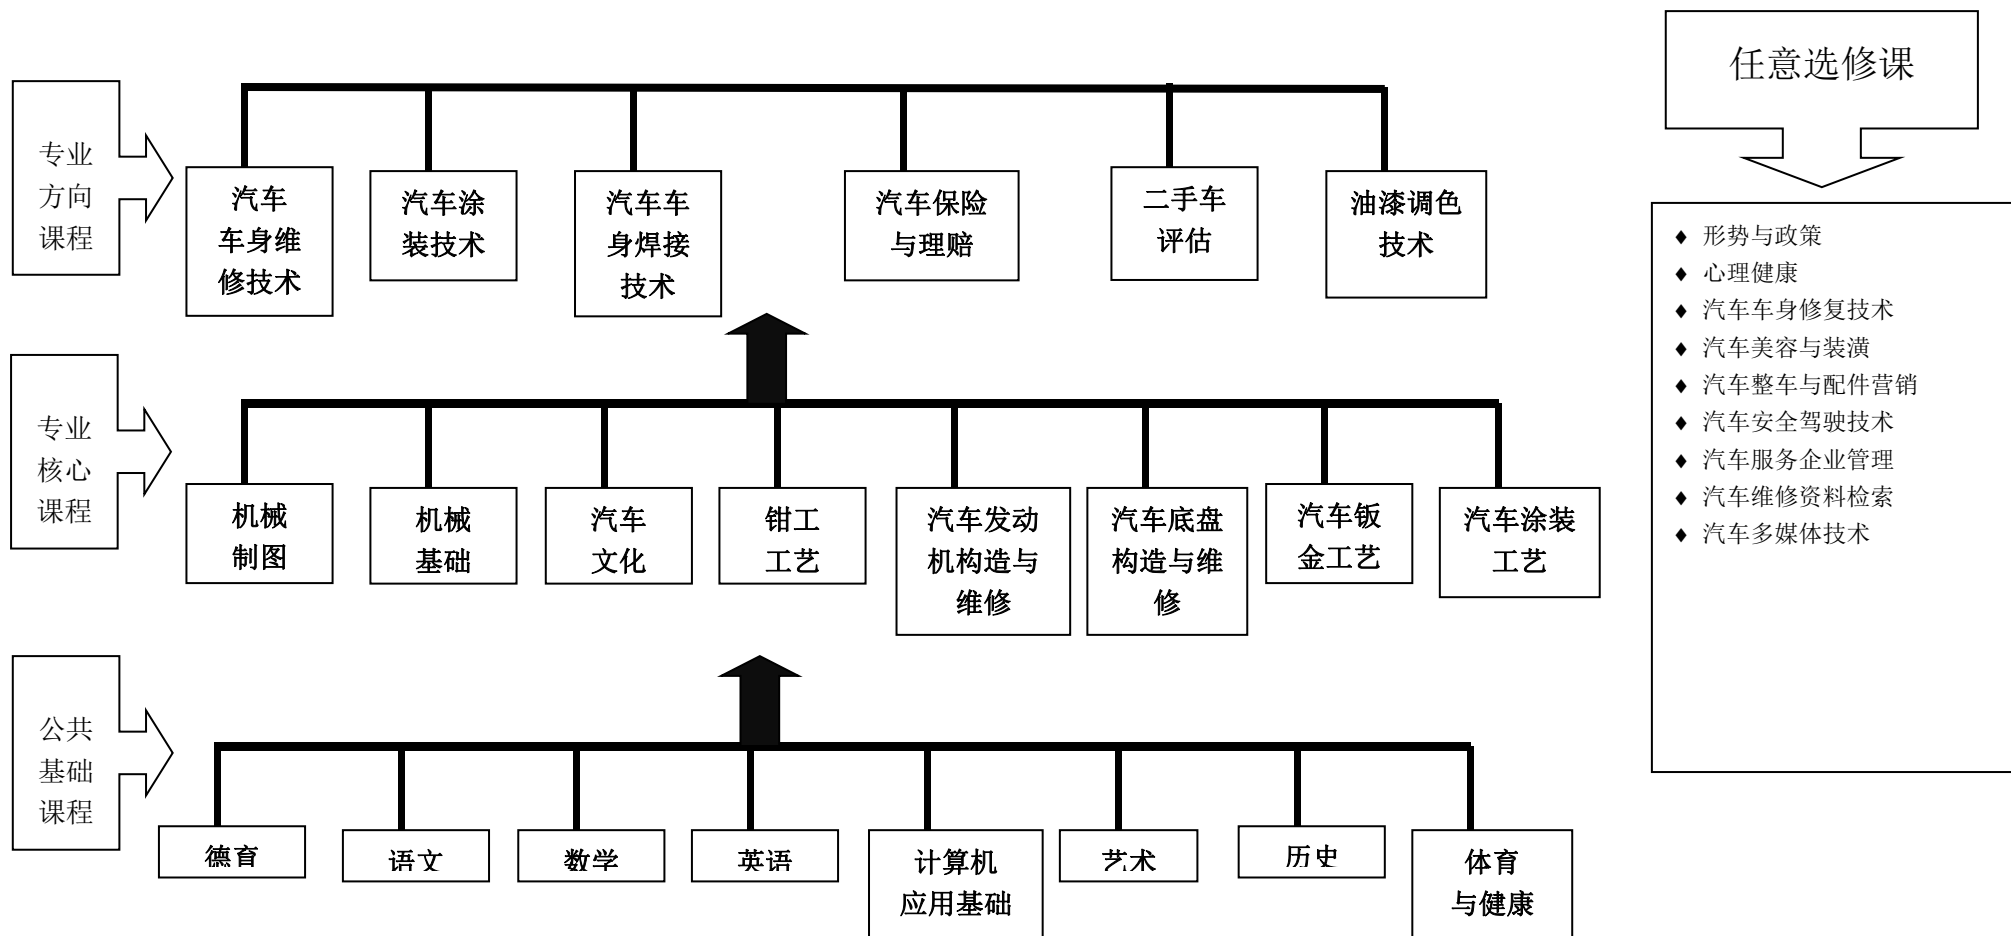 任意选修课
专业
方向
课程
汽车
车身维
修技术
汽车涂
装技术
汽车车
身焊接
技术
汽车保险
与理赔
二手车
评估
油漆调色
技术
形势与政策
心理健康
汽车车身修复技术
汽车美容与装潢
汽车整车与配件营销
汽车安全驾驶技术
汽车服务企业管理
汽车维修资料检索
汽车多媒体技术
专业
核心
课程
机械
制图
机械
基础
汽车
文化
钳工
工艺
汽车发动
机构造与
维修
汽车底盘
构造与维
修
汽车钣
金工艺
汽车涂装
工艺
公共
基础
课程
德育
语文
数学
英语
计算机
应用基础
艺术
历史
体育
与健康